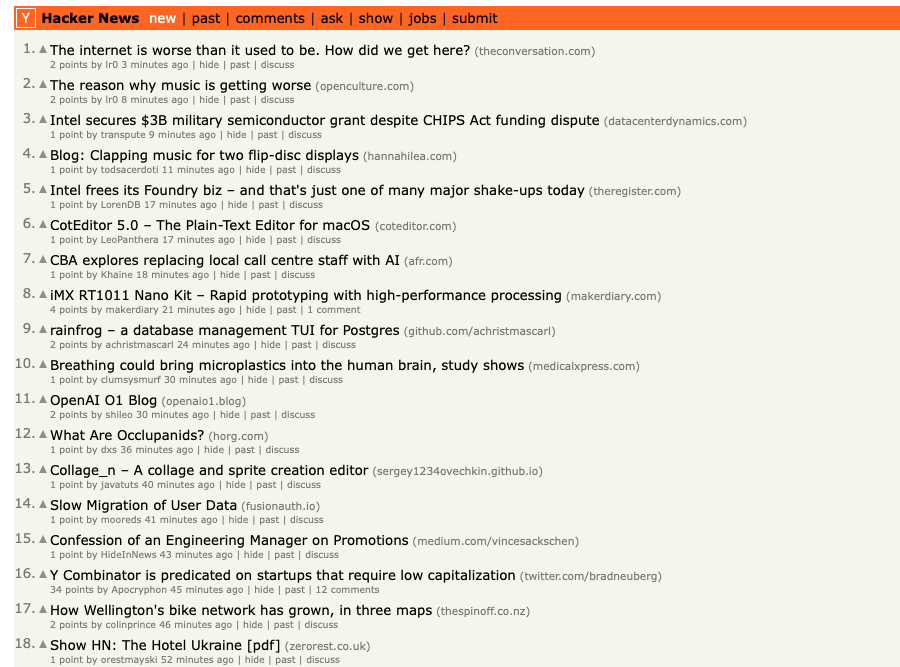 Y Hacker News new | past | comments | ask | show | jobs | submit
1. ▲ The internet is worse than it used to be. How did we get here? (theconversation.com)
2 points by lr0 3 minutes ago | hide | past | discuss
2. ▲ The reason why music is getting worse (openculture.com)
2 points by lr0 8 minutes ago | hide | past | discuss
3. ▲ Intel secures $3B military semiconductor grant despite CHIPS Act funding dispute (datacenterdynamics.com)
1 point by transpute 9 minutes ago | hide | past | discuss
4. ▲ Blog: Clapping music for two flip-disc displays (hannahilea.com)
1 point by todsacerdoti 11 minutes ago | hide | past | discuss
5. ▲ Intel frees its Foundry biz – and that's just one of many major shake-ups today (theregister.com)
1 point by LorenDB 17 minutes ago | hide | past | discuss
6. ▲ CotEditor 5.0 – The Plain-Text Editor for macOS (coteditor.com)
1 point by LeoPanthera 17 minutes ago | hide | past | discuss
7. ▲ CBA explores replacing local call centre staff with AI (afr.com)
1 point by Khaine 18 minutes ago | hide | past | discuss
8. ▲ iMX RT1011 Nano Kit – Rapid prototyping with high-performance processing (makerdiary.com)
4 points by makerdiary 21 minutes ago | hide | past | 1 comment
9. ▲ rainfrog – a database management TUI for Postgres (github.com/achristmascarl)
2 points by achristmascarl 24 minutes ago | hide | past | discuss
10. ▲ Breathing could bring microplastics into the human brain, study shows (medicalxpress.com)
1 point by clumsysmurf 30 minutes ago | hide | past | discuss
11. ▲ OpenAI O1 Blog (openaio1.blog)
2 points by shileo 30 minutes ago | hide | past | discuss
12. ▲ What Are Occlupanids? (horg.com)
1 point by dxs 36 minutes ago | hide | past | discuss
13. ▲ Collage_n – A collage and sprite creation editor (sergey1234ovechkin.github.io)
1 point by javatuts 40 minutes ago | hide | past | discuss
14. ▲ Slow Migration of User Data (fusionauth.io)
1 point by mooreds 41 minutes ago | hide | past | discuss
15. ▲ Confession of an Engineering Manager on Promotions (medium.com/vincesackschen)
1 point by HideInNews 43 minutes ago | hide | past | discuss
16. ▲ Y Combinator is predicated on startups that require low capitalization (twitter.com/bradneuberg)
34 points by Apocryphon 45 minutes ago | hide | past | 12 comments
17. ▲ How Wellington's bike network has grown, in three maps (thespinoff.co.nz)
2 points by colinprince 46 minutes ago | hide | past | discuss
18. ▲ Show HN: The Hotel Ukraine [pdf] (zerorest.co.uk)
1 point by orestmayski 52 minutes ago | hide | past | discuss